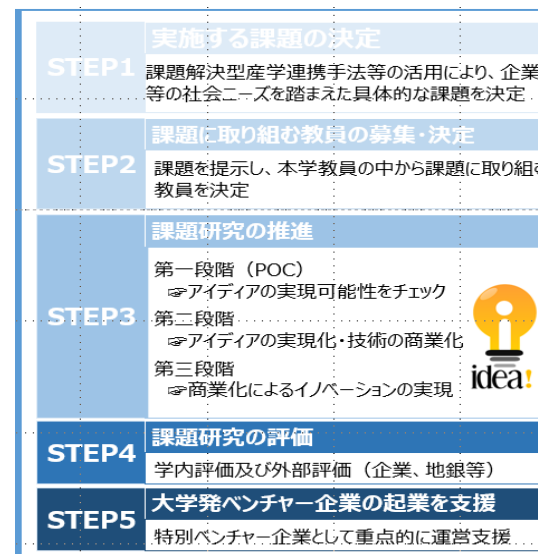 実施する課題の決定
STEP1
課題解決型産学連携手法等の活用により、企業
等の社会ニーズを踏まえた具体的な課題を決定
課題に取り組む教員の募集・決定
STEP2
課題を提示し、本学教員の中から課題に取り組
教員を決定
課題研究の推進
STEP3
第一段階（POC）
☞アイディアの実現可能性をチェック
第二段階
☞アイディアの実現化・技術の商業化
第三段階
☞商業化によるイノベーションの実現
idea!
課題研究の評価
STEP4
学内評価及び外部評価（企業、地銀等）
大学発ベンチャー企業の起業を支援
STEP5
特別ベンチャー企業として重点的に運営支援